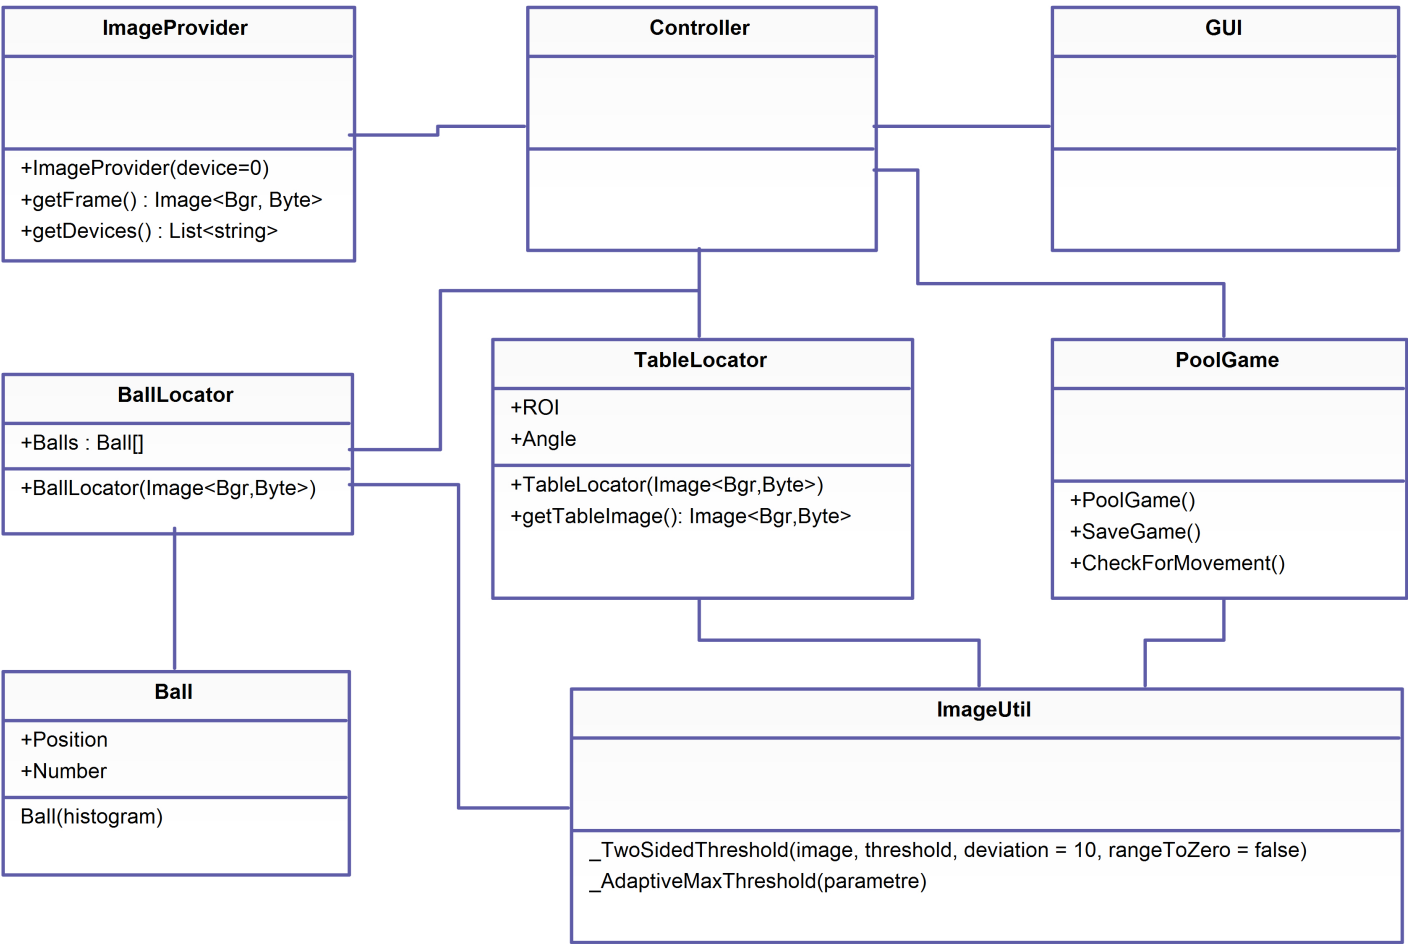 ImageProvider
+ImageProvider(device=0)
+getFrame() : Image<Bgr, Byte>
+getDevices() : List<string>
Controller
GUI
BallLocator
+Balls : Ball[]
+BallLocator(Image<Bgr,Byte>)
TableLocator
+ROI
+Angle
+TableLocator(Image<Bgr,Byte>)
+getTableImage(): Image<Bgr,Byte>
PoolGame
+PoolGame()
+SaveGame()
+CheckForMovement()
Ball
+Position
+Number
Ball(histogram)
ImageUtil
_TwoSidedThreshold(image, threshold, deviation = 10, rangeToZero = false)
_AdaptiveMaxThreshold(parametre)